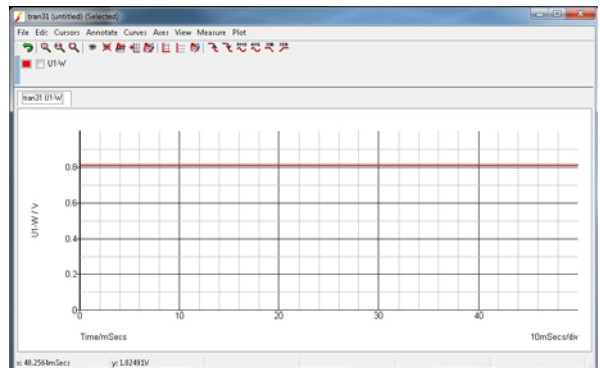 tran31 (untitled) (Selected)
File Edit Cursors Annotate Curves Axes View Measure Plot
U1-W
tran31 U1-W
U1-W / V
0.8
0.6
0.4
0.2
0
0 10 20 30 40
Time/mSecs 10mSecs/div
x: 48.2564mSecs y: 1.02491V